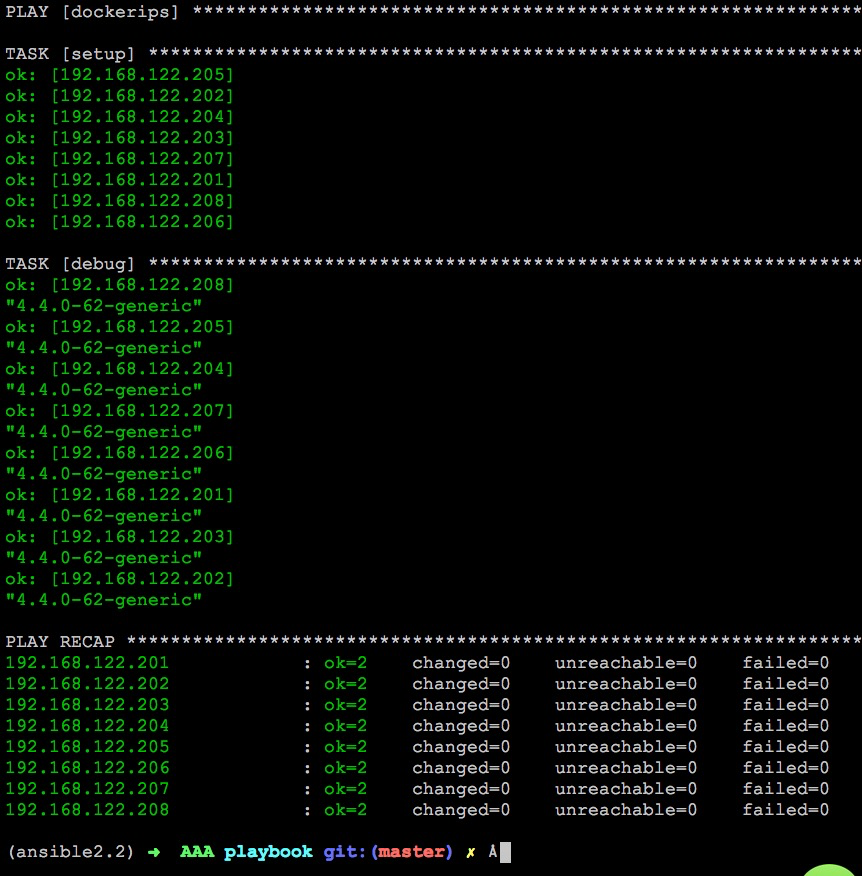 PLAY [dockerips] *************************************************************
TASK [setup] *****************************************************************
ok: [192.168.122.205]
ok: [192.168.122.202]
ok: [192.168.122.204]
ok: [192.168.122.203]
ok: [192.168.122.207]
ok: [192.168.122.201]
ok: [192.168.122.208]
ok: [192.168.122.206]
TASK [debug] *****************************************************************
ok: [192.168.122.208]
"4.4.0-62-generic"
ok: [192.168.122.205]
"4.4.0-62-generic"
ok: [192.168.122.204]
"4.4.0-62-generic"
ok: [192.168.122.207]
"4.4.0-62-generic"
ok: [192.168.122.206]
"4.4.0-62-generic"
ok: [192.168.122.201]
"4.4.0-62-generic"
ok: [192.168.122.203]
"4.4.0-62-generic"
ok: [192.168.122.202]
"4.4.0-62-generic"
PLAY RECAP *******************************************************************
192.168.122.201 : ok=2 changed=0 unreachable=0 failed=0
192.168.122.202 : ok=2 changed=0 unreachable=0 failed=0
192.168.122.203 : ok=2 changed=0 unreachable=0 failed=0
192.168.122.204 : ok=2 changed=0 unreachable=0 failed=0
192.168.122.205 : ok=2 changed=0 unreachable=0 failed=0
192.168.122.206 : ok=2 changed=0 unreachable=0 failed=0
192.168.122.207 : ok=2 changed=0 unreachable=0 failed=0
192.168.122.208 : ok=2 changed=0 unreachable=0 failed=0
(ansible2.2) ➜ AAA playbook git:(master) ✗ Å